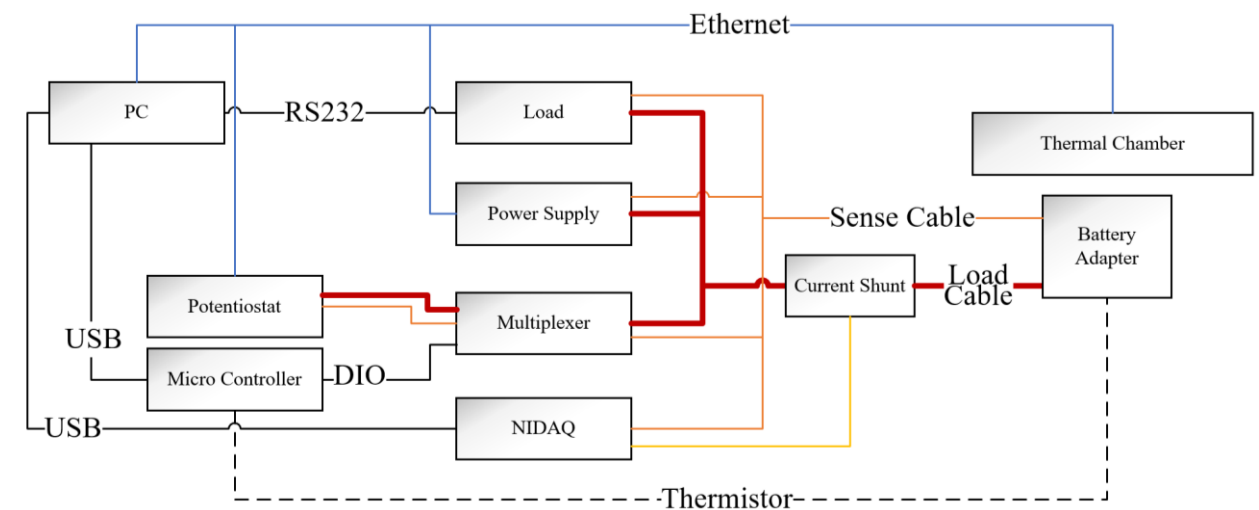 Ethernet
PC
RS232
Load
Thermal Chamber
Power Supply
Sense Cable
Battery
Adapter
Current Shunt
Load
Cable
Potentiostat
Multiplexer
USB
Micro Controller
DIO
USB
NIDAQ
Thermistor